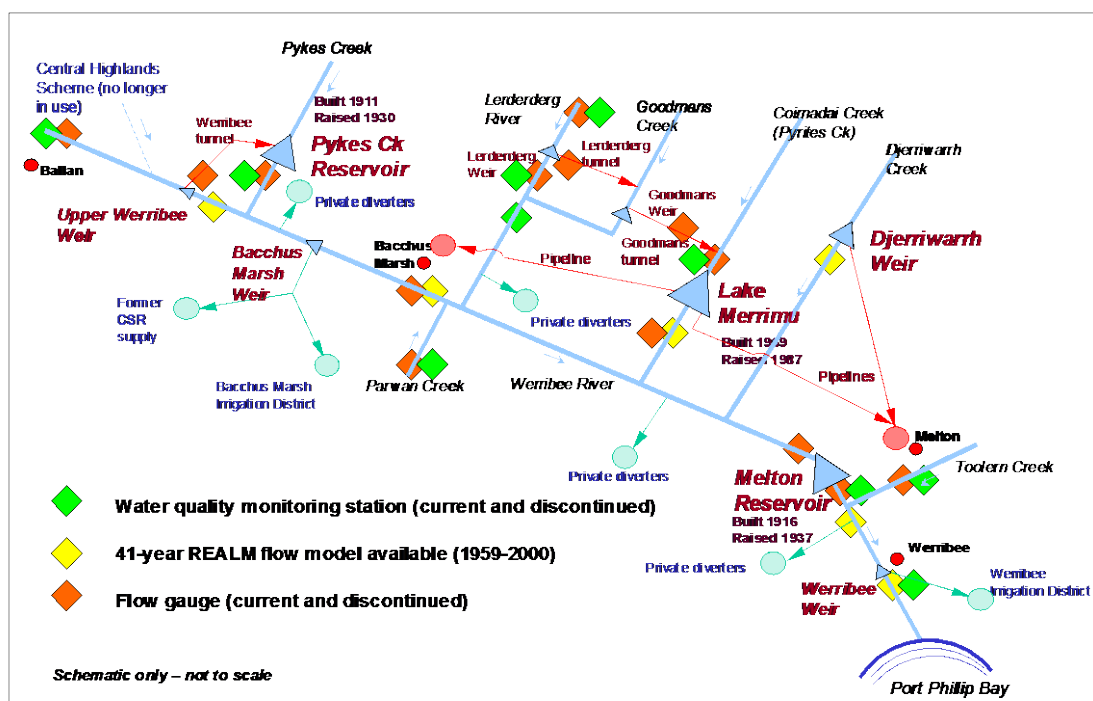 Pykes Creek
Central Highlands
Scheme (no longer
in use)
Built 1911
Raised 1930
Werribee
tunnel
Pykes Ck
Reservoir
Ballan
Upper Werribee
Weir
Private diverters
Bacchus
Marsh
Weir
Former
CSR
supply
Bacchus Marsh
Irrigation District
Lerderderg
River
Goodmans
Creek
Coimadai Creek
(Pyrites Ck)
Djerriwarrh
Creek
Lerderderg
Weir
Lerderderg
tunnel
Goodmans
Weir
Goodmans
tunnel
Bacchus
Marsh
Pipeline
Djerriwarrh
Weir
Lake
Merrimu
Built 1969
Raised 1987
Private diverters
Parwan Creek
Werribee River
Pipelines
Private diverters
Melton
Toolern Creek
Melton
Reservoir
Built 1916
Raised 1937
Private diverters
Werribee
Werribee
Weir
Werribee
Irrigation District
Water quality monitoring station (current and discontinued)
41-year REALM flow model available (1959-2000)
Flow gauge (current and discontinued)
Schematic only – not to scale
Port Phillip Bay